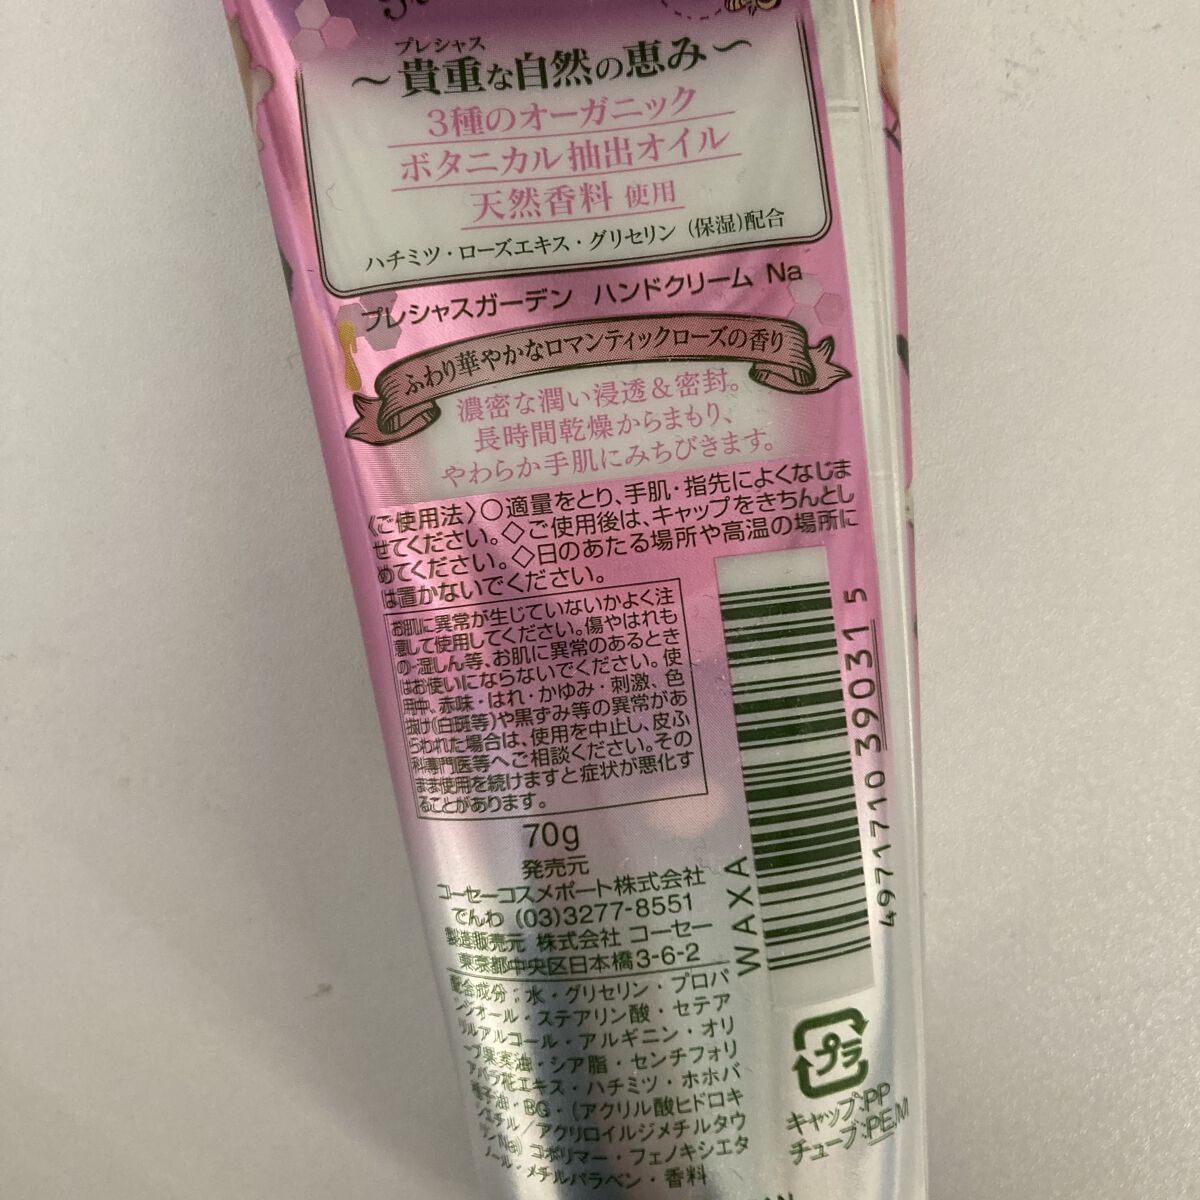 プレシャス
～貴重な自然の恵み～
3種のオーガニック
ボタニカル抽出オイル
天然香料 使用
ハチミツ・ローズエキス・グリセリン（保湿）配合
プレシャスガーデン ハンドクリーム Na
ふわり華やかなロマンティックローズの香り
濃密な潤い浸透＆密封。
長時間乾燥からまもり、
やわらか手肌にみちびきます。
〈ご使用法〉○適量をとり、手肌・指先によくなじま
せてください。◇ご使用後は、キャップをきちんとし
めてください。◇日のあたる場所や高温の場所に
は置かないでください。
お肌に異常が生じていないかよく注
意して使用してください。傷やはれも
の・湿しん等、お肌に異常のあるとき
はお使いにならないでください。使
用中、赤味・はれ・かゆみ・刺激、色
抜け(白斑等)や黒ずみ等の異常があ
らわれた場合は、使用を中止し、皮ふ
科専門医等へご相談ください。その
まま使用を続けますと症状が悪化す
ることがあります。
70g
発売元
コーセーコスメポート株式会社
でんわ (03)3277-8551
製造販売元 株式会社 コーセー
東京都中央区日本橋3-6-2
配合成分：水・グリセリン・プロパ
ンジオール・ステアリン酸・セテア
リルアルコール・アルギニン・オリ
ーブ果実油・シア脂・センチフォリ
アバラ花エキス・ハチミツ・ホホバ
種子油・BG・(アクリル酸ヒドロキ
シエチル/アクリロイルジメチルタウ
リンNa) コポリマー・フェノキシエタ
ノール・メチルパラベン・香料
WAXA
4971710 390315
プラ
キャップ:PP
チューブ:PE,M